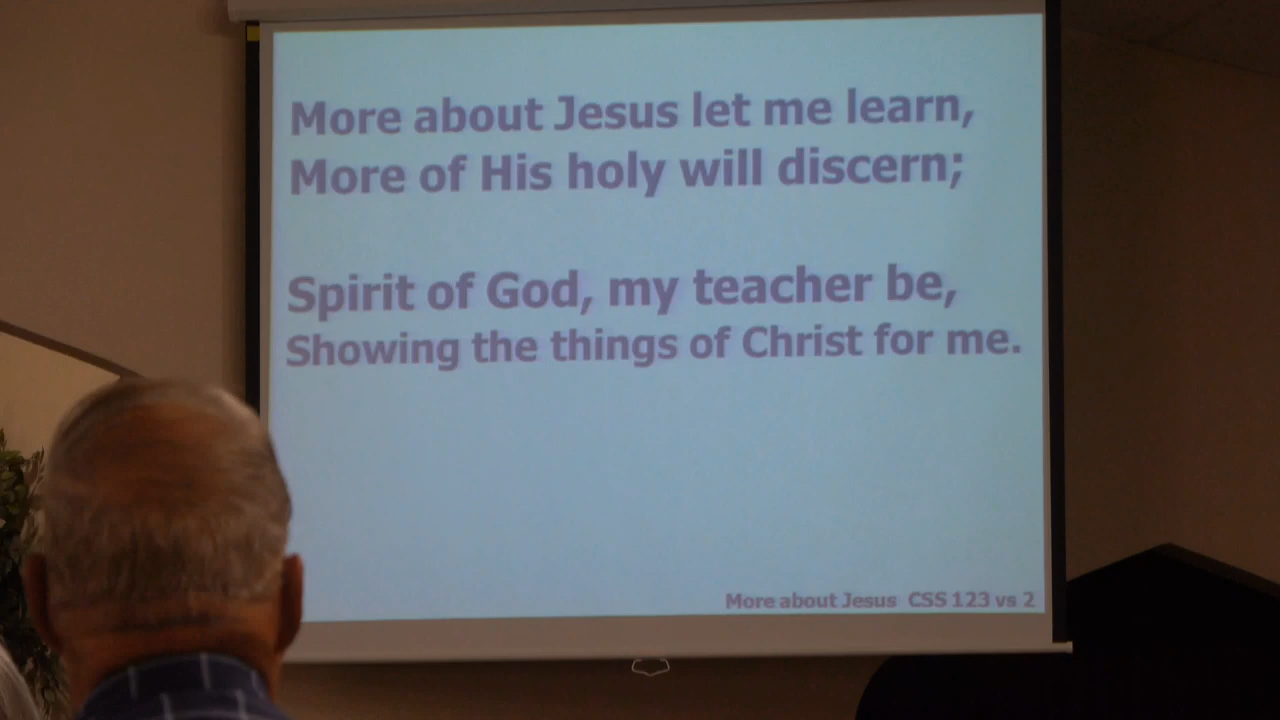 More about Jesus let me learn,
More of His holy will discern;
Spirit of God, my teacher be,
Showing the things of Christ for me.
More about Jesus CSS 123 vs 2